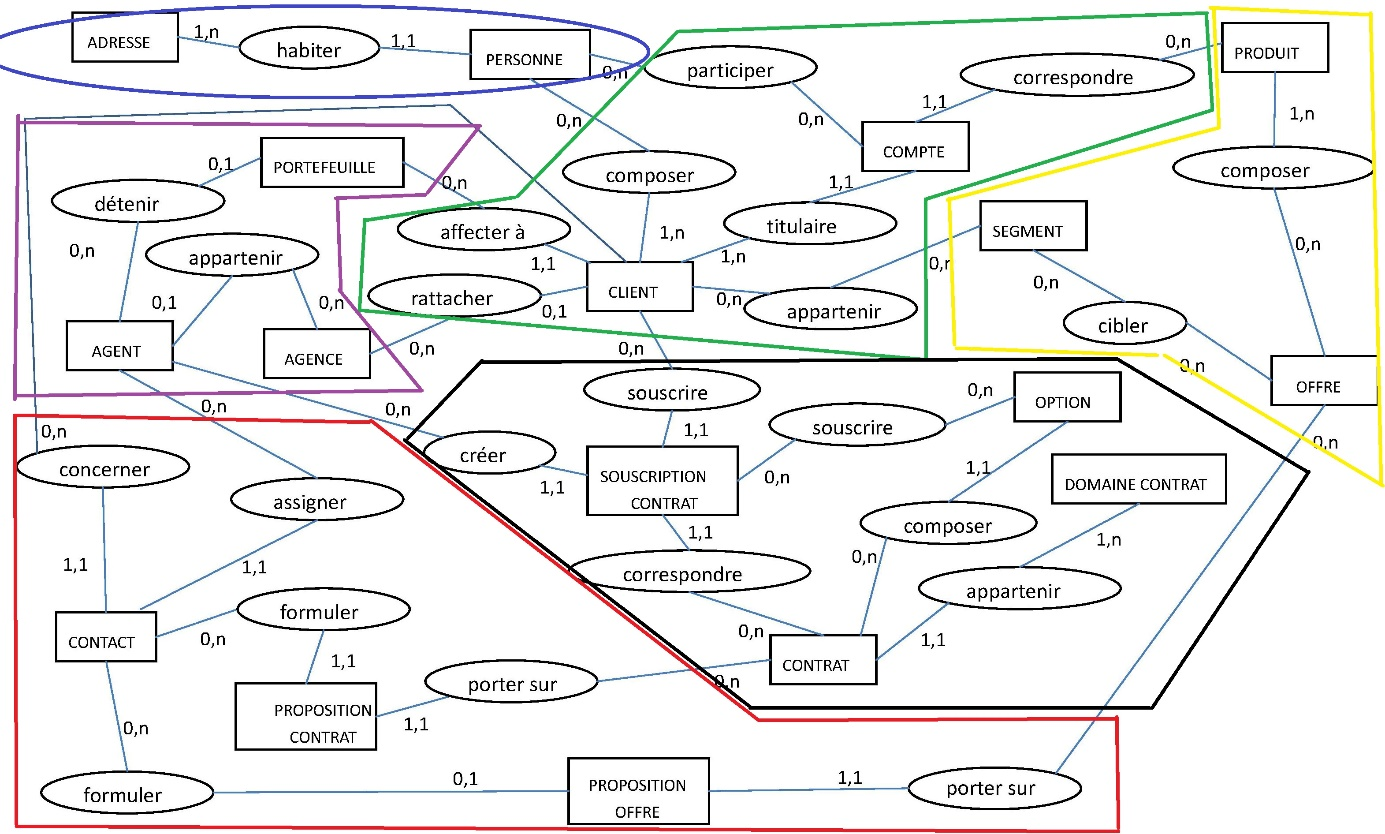 ADRESSE
1,n
habiter
1,1
PERSONNE
0,n
participer
0,n
correspondre
PRODUIT
1,1
0,n
0,n
1,n
COMPTE
PORTEFEUILLE
0,1
composer
composer
0,n
1,1
détenir
affecter à
titulaire
SEGMENT
1,n
0,n
appartenir
1,n
0,n
1,1
0,n
0,n
rattacher
CLIENT
0,n
0,1
0,n
0,1
appartenir
cibler
AGENT
AGENCE
0,n
0,n
0,n
OFFRE
souscrire
0,n
OPTION
0,n
0,n
souscrire
0,n
1,1
0,n
créer
concerner
1,1
SOUSCRIPTION
CONTRAT
0,n
DOMAINE CONTRAT
1,1
assigner
composer
1,1
1,n
0,n
1,1
1,1
correspondre
appartenir
formuler
0,n
0,n
1,1
CONTACT
1,1
CONTRAT
porter sur
0,n
PROPOSITION
CONTRAT
1,1
0,n
0,1
1,1
PROPOSITION
OFFRE
porter sur
formuler